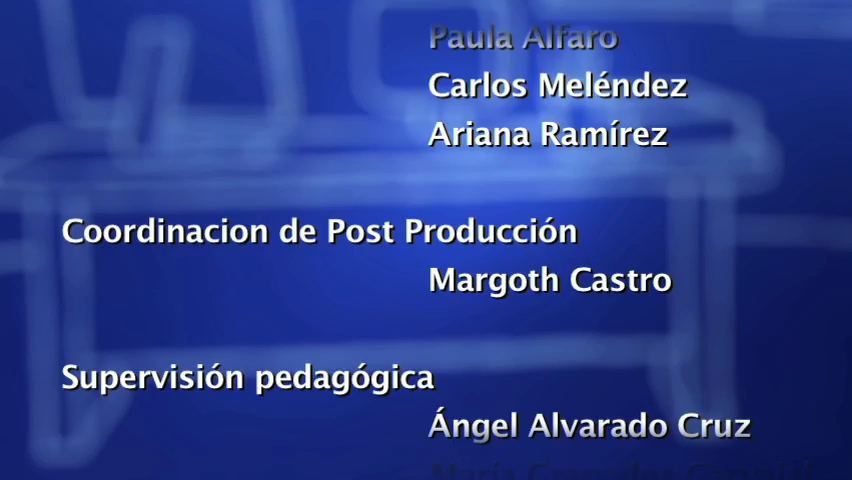 Paula Alfaro
Carlos Meléndez
Ariana Ramírez
Coordinacion de Post Producción
Margoth Castro
Supervisión pedagógica
Ángel Alvarado Cruz